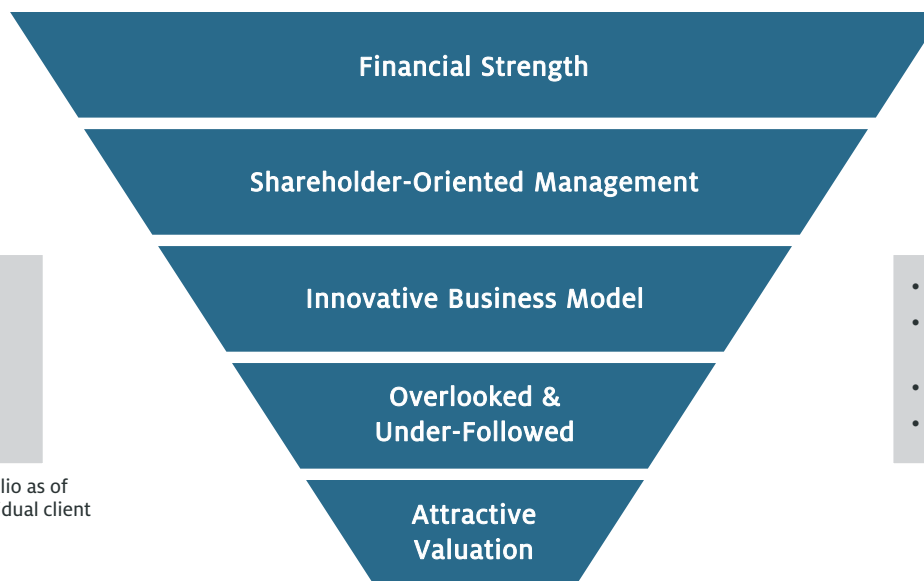 Financial Strength
Shareholder-Oriented Management
Innovative Business Model
Overlooked &
Under-Followed
lio as of
dual client
Attractive
Valuation